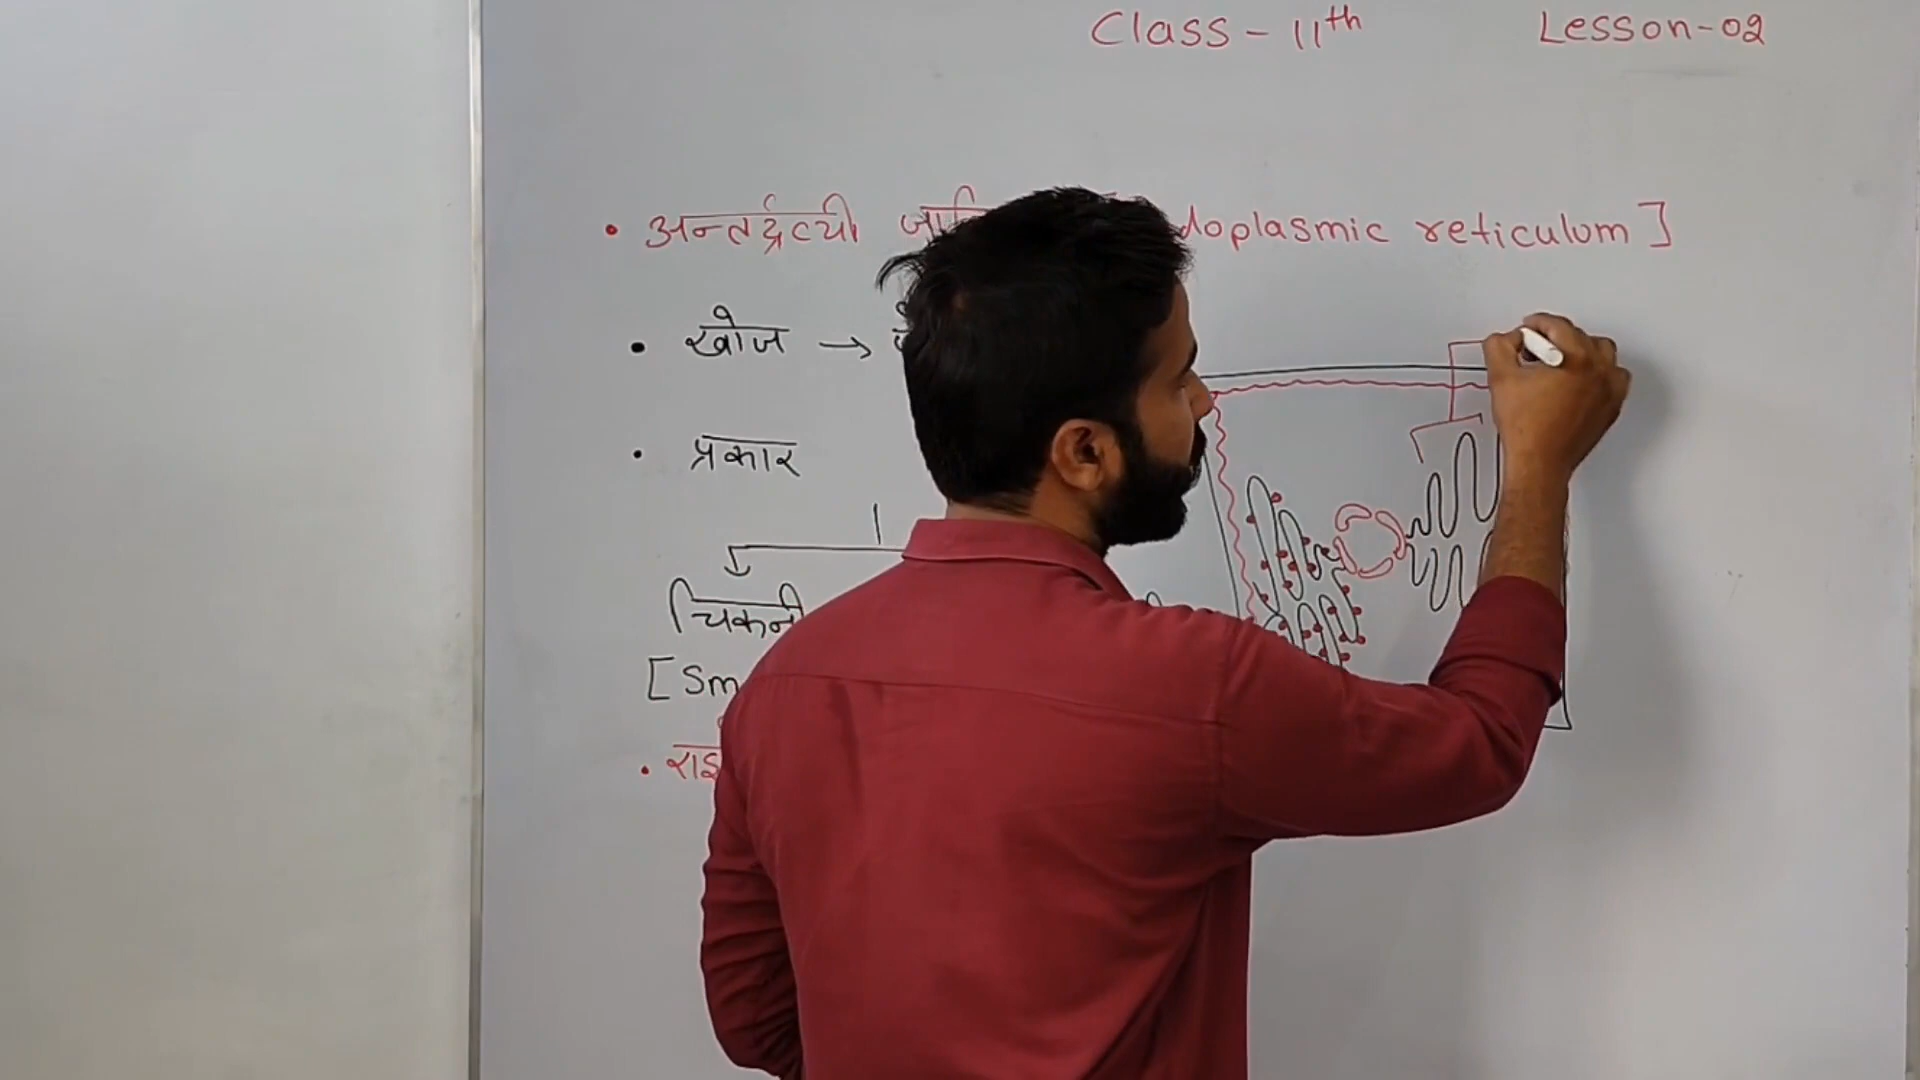 Class - 11th Lesson-02
• अन्तर्द्रव्यी doplasmic reticulum ]
• खोज →
• प्रकार
चिकनी
[Sm
• राइ